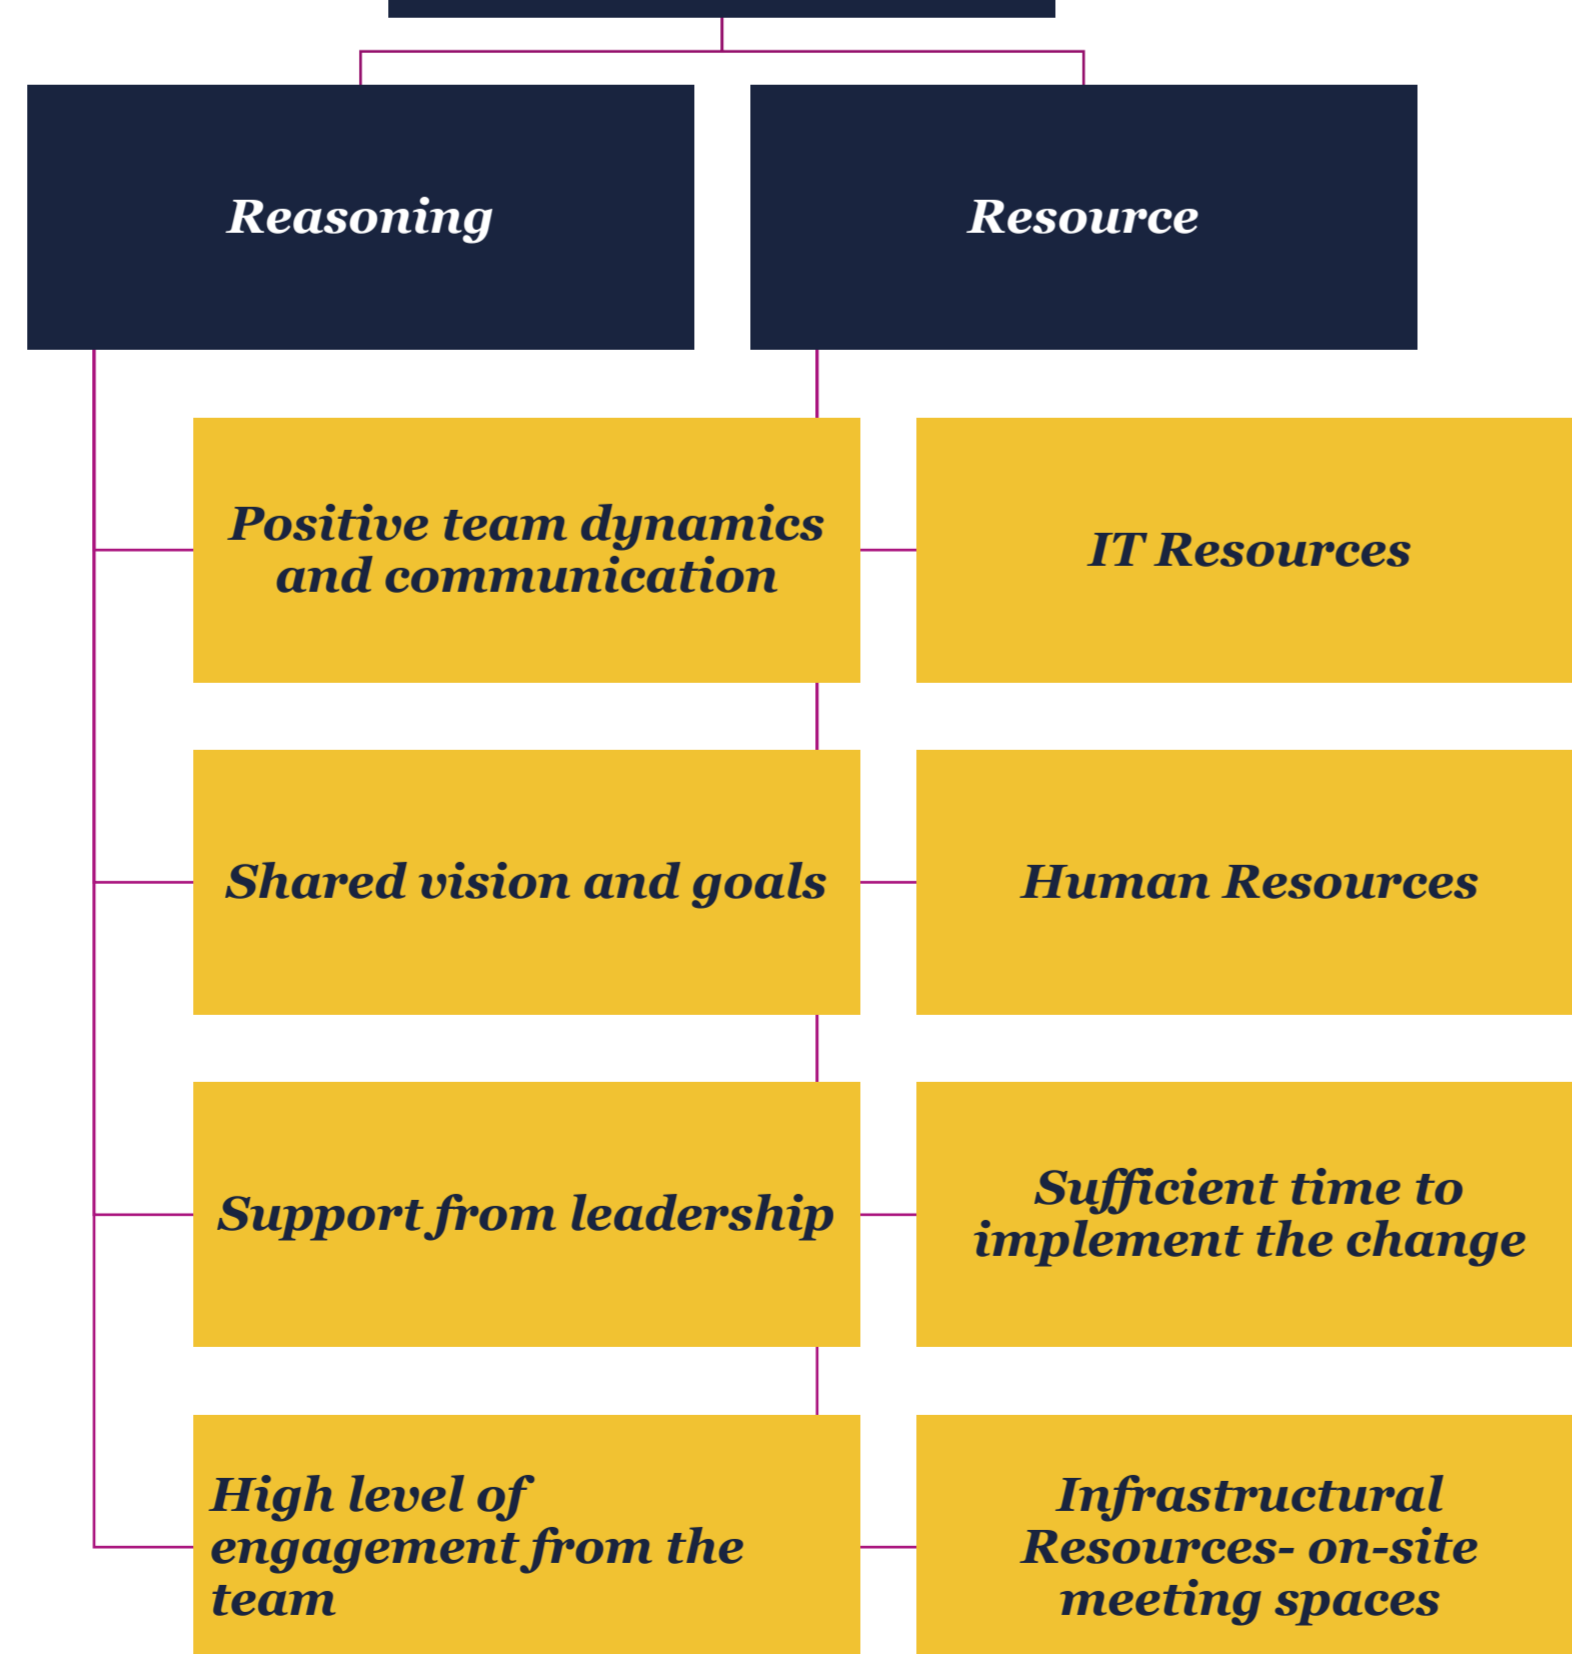 Reasoning
Resource
Positive team dynamics
and communication
IT Resources
Shared vision and goals
Human Resources
Support from leadership
Sufficient time to
implement the change
High level of
engagement from the
team
Infrastructural
Resources- on-site
meeting spaces